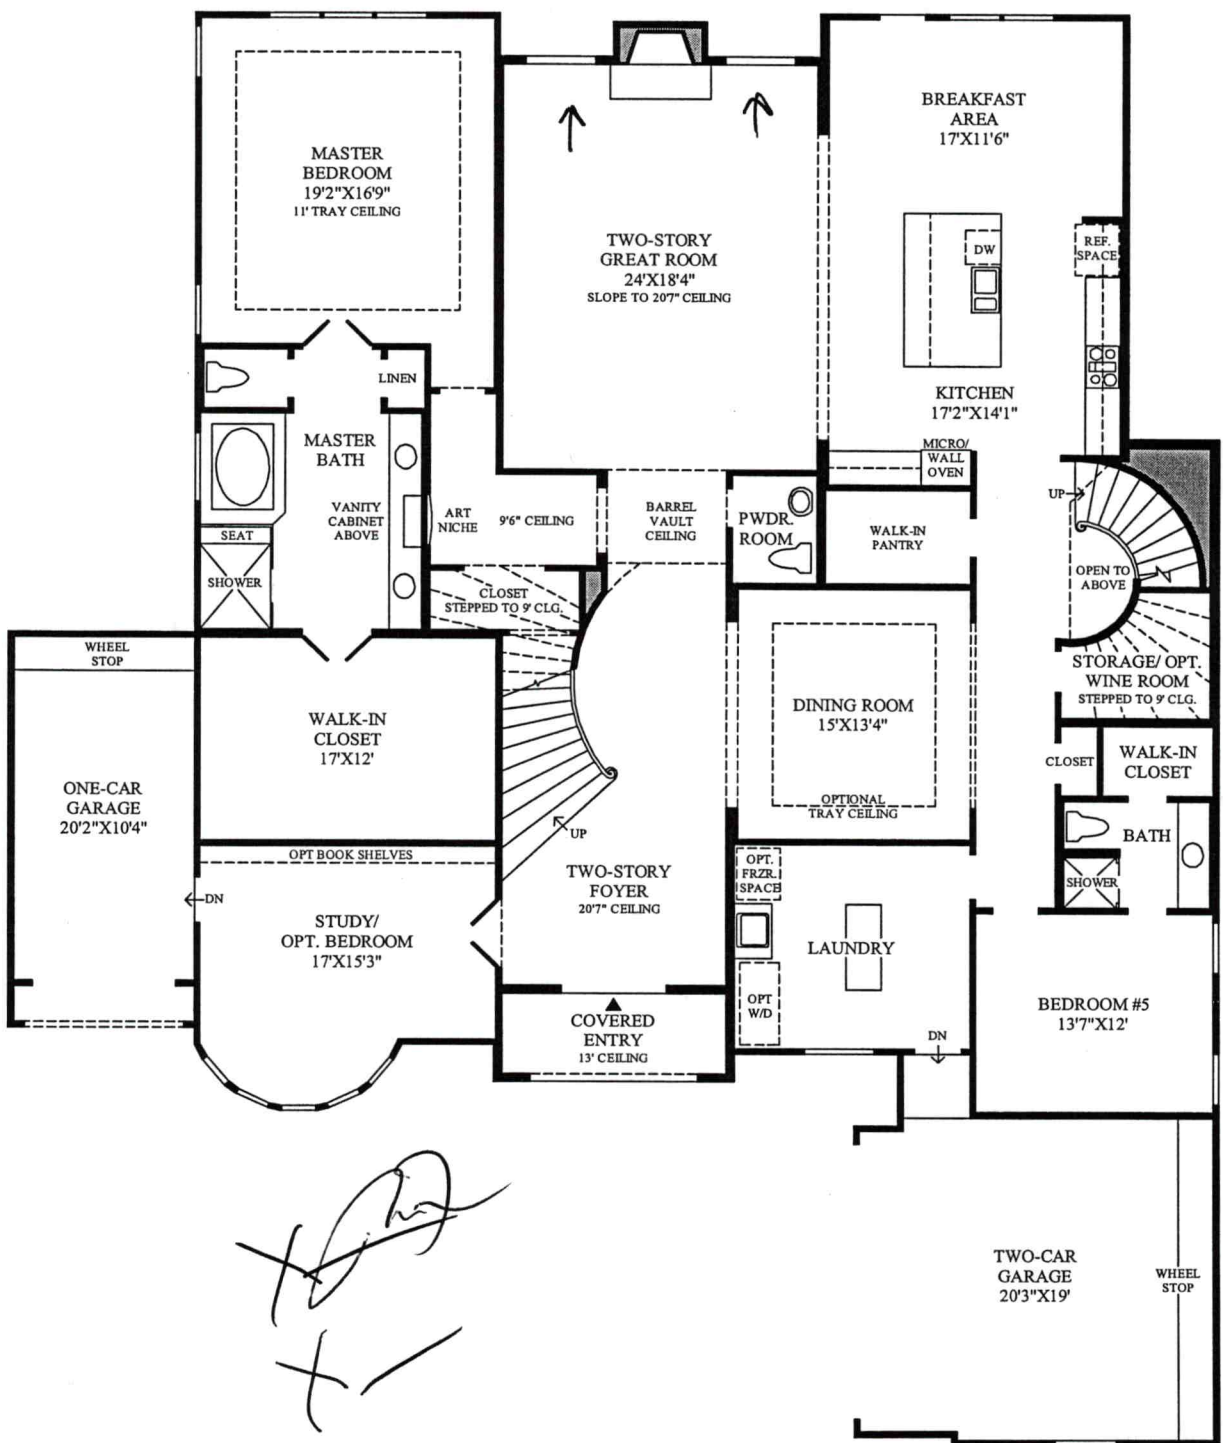 MASTER
BEDROOM
19'2"X16'9"
11' TRAY CEILING
TWO-STORY
GREAT ROOM
24'X18'4"
SLOPE TO 20'7" CEILING
BREAKFAST
AREA
17'X11'6"
DW
REF.
SPACE
KITCHEN
17'2"X14'1"
MICRO/
WALL
OVEN
LINEN
MASTER
BATH
VANITY
CABINET
ABOVE
SEAT
SHOWER
ART
NICHE
9'6" CEILING
BARREL
VAULT
CEILING
PWDR.
ROOM
WALK-IN
PANTRY
UP
OPEN TO
ABOVE
CLOSET
STEPPED TO 9' CLG.
STORAGE/ OPT.
WINE ROOM
STEPPED TO 9' CLG.
WHEEL
STOP
WALK-IN
CLOSET
17'X12'
DINING ROOM
15'X13'4"
OPTIONAL
TRAY CEILING
CLOSET
WALK-IN
CLOSET
ONE-CAR
GARAGE
20'2"X10'4"
UP
BATH
SHOWER
OPT BOOK SHELVES
DN
STUDY/
OPT. BEDROOM
17'X15'3"
TWO-STORY
FOYER
20'7" CEILING
OPT.
FRZR.
SPACE
LAUNDRY
OPT
W/D
DN
BEDROOM #5
13'7"X12'
COVERED
ENTRY
13' CEILING
TWO-CAR
GARAGE
20'3"X19'
WHEEL
STOP
X
X